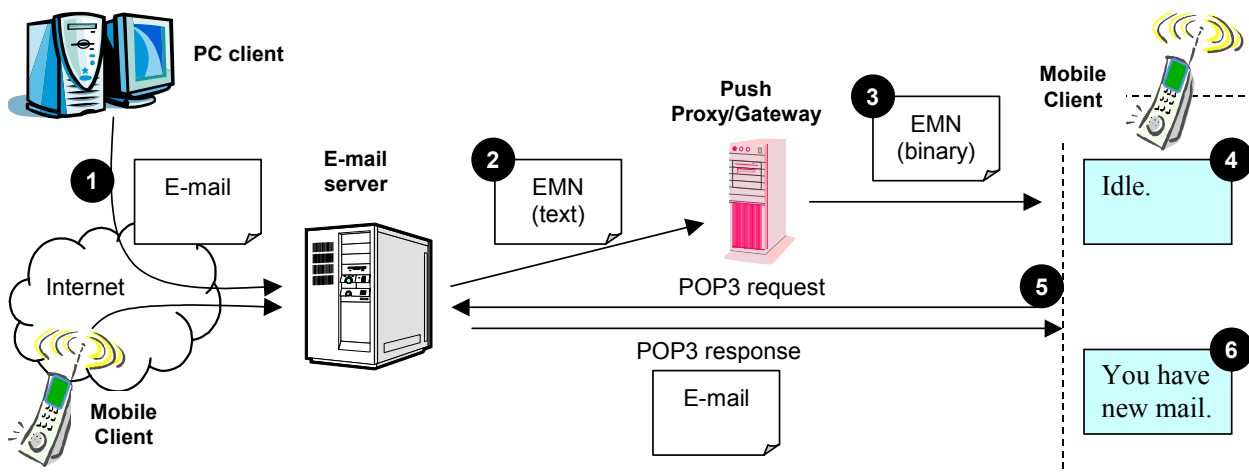 PC client
1
E-mail
Internet
Mobile
Client
E-mail
server
2
EMN
(text)
Push
Proxy/Gateway
3
EMN
(binary)
Mobile
Client
4
Idle.
POP3 request
5
POP3 response
E-mail
6
You have
new mail.